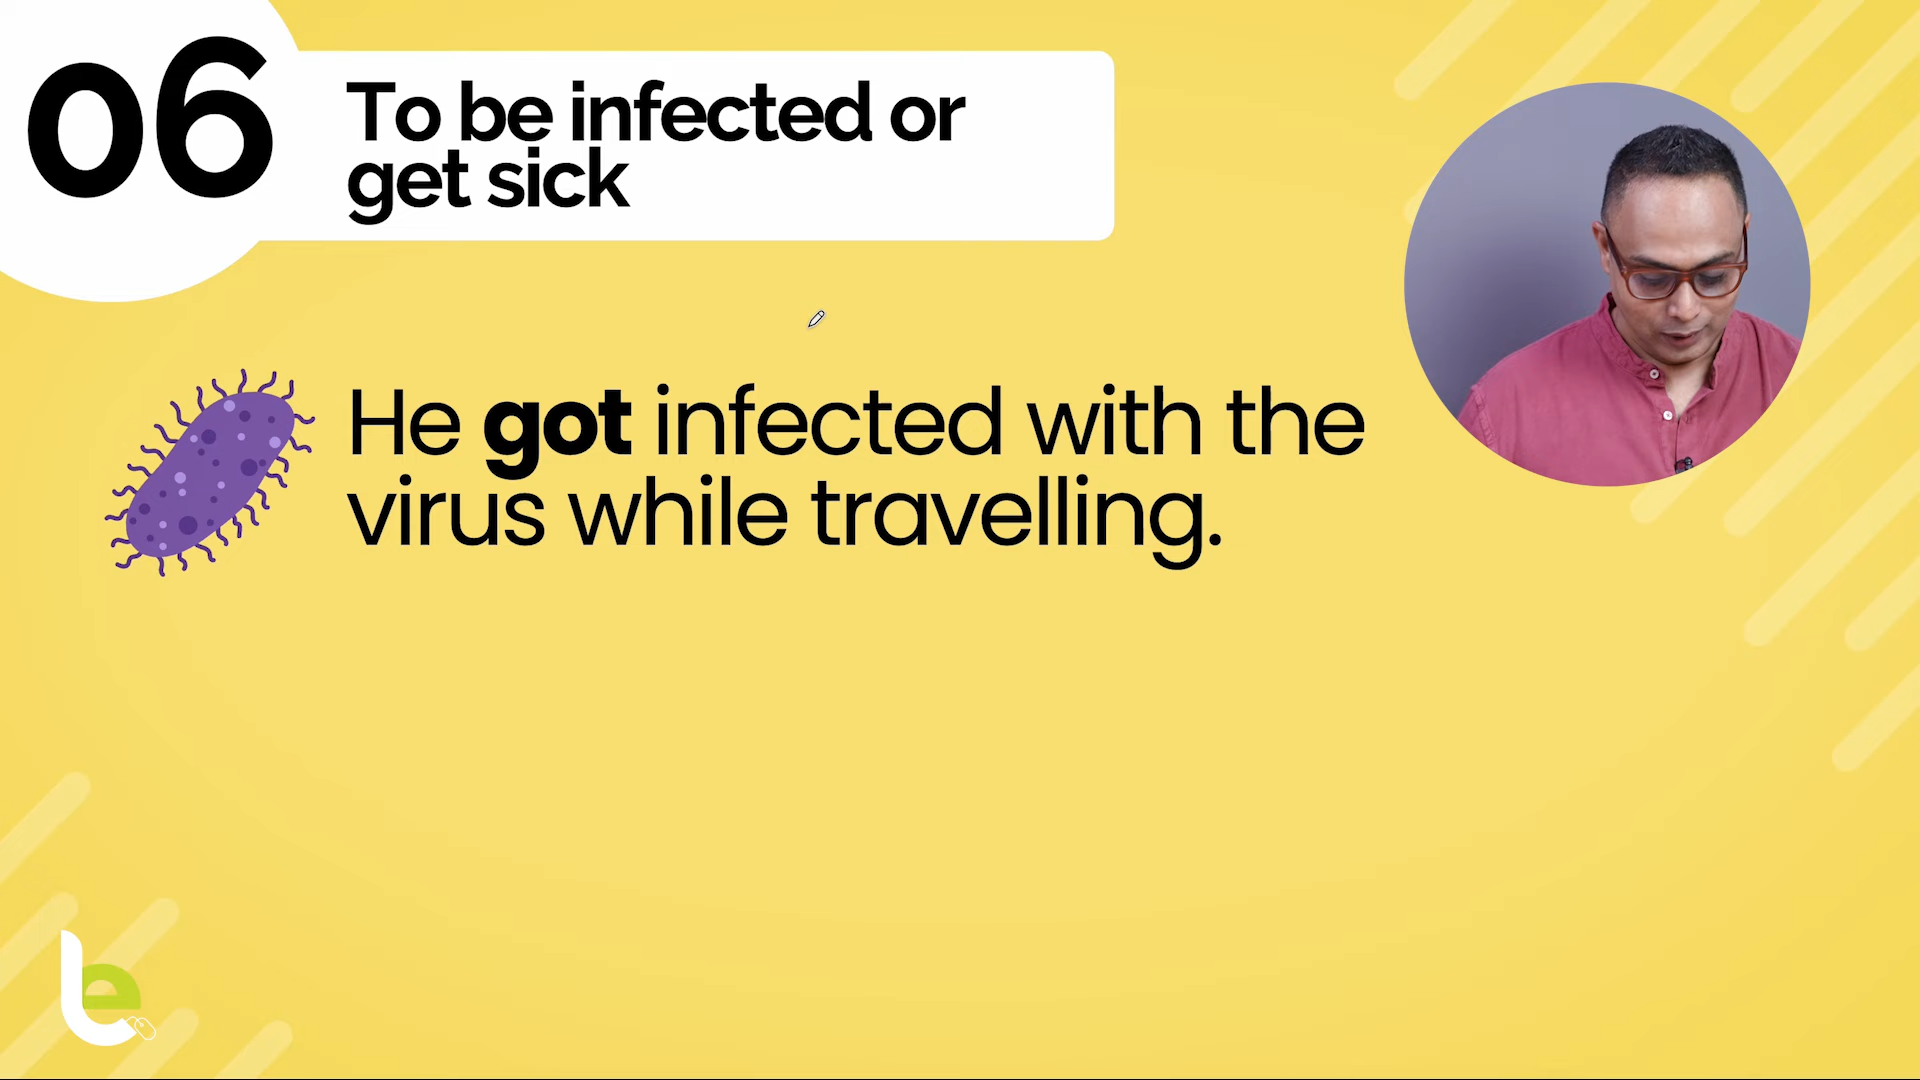 06
To be infected or
get sick
He got infected with the
virus while travelling.